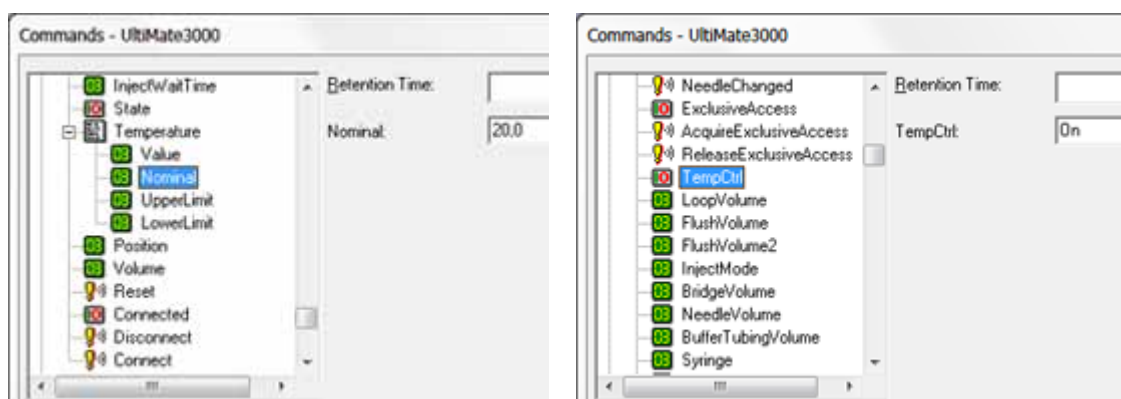 Commands - UltiMate3000
InjectWaitTime
State
Temperature
Value
Nominal
UpperLimit
LowerLimit
Position
Volume
Reset
Connected
Disconnect
Connect
Retention Time:
Nominal:
20.0
Commands - UltiMate3000
NeedleChanged
ExclusiveAccess
AcquireExclusiveAccess
ReleaseExclusiveAccess
TempCtrl
LoopVolume
FlushVolume
FlushVolume2
InjectMode
BridgeVolume
NeedleVolume
BufferTubingVolume
Syringe
Retention Time:
TempCtrl:
On